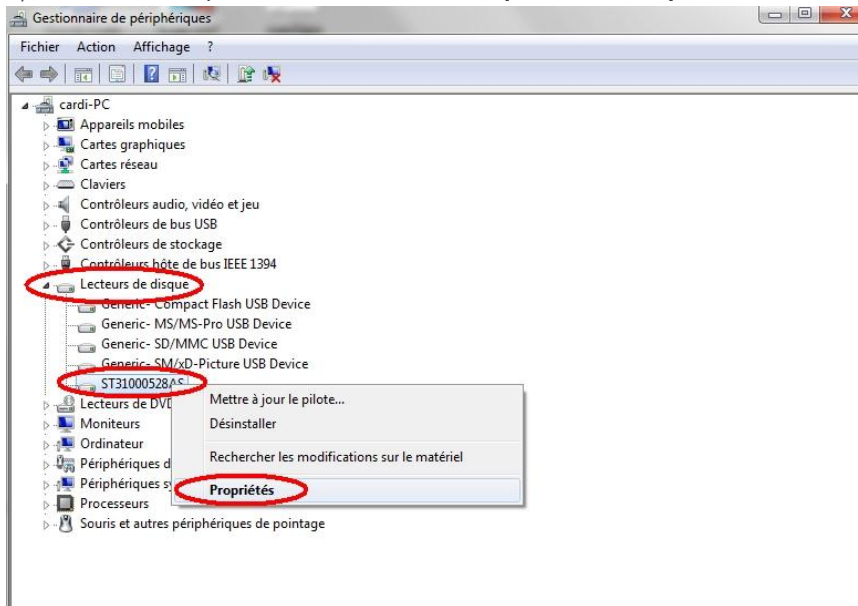 Gestionnaire de périphériques
Fichier Action Affichage ?
cardi-PC
Appareils mobiles
Cartes graphiques
Cartes réseau
Claviers
Contrôleurs audio, vidéo et jeu
Contrôleurs de bus USB
Contrôleurs de stockage
Contrôleurs hôte de bus IEEE 1394
Lecteurs de disque
Generic- Compact Flash USB Device
Generic- MS/MS-Pro USB Device
Generic- SD/MMC USB Device
Generic- SM/xD-Picture USB Device
ST31000528AS
Lecteurs de DVD
Moniteurs
Ordinateur
Périphériques d
Périphériques sy
Processeurs
Souris et autres périphériques de pointage
Mettre à jour le pilote...
Désinstaller
Rechercher les modifications sur le matériel
Propriétés